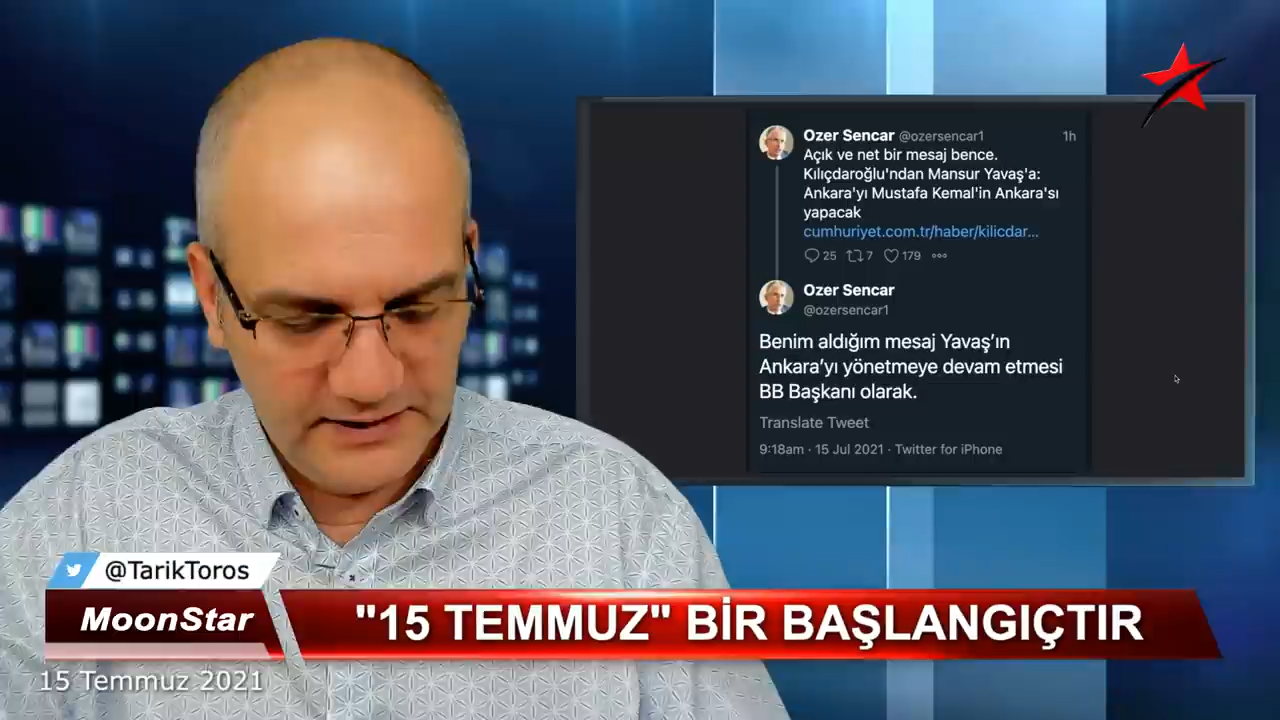 Ozer Sencar @ozersencar1 1h
Açık ve net bir mesaj bence.
Kılıçdaroğlu'ndan Mansur Yavaş'a:
Ankara'yı Mustafa Kemal'in Ankara'sı
yapacak
cumhuriyet.com.tr/haber/kilicdar...
25 7 179
Ozer Sencar
@ozersencar1
Benim aldığım mesaj Yavaş’ın
Ankara’yı yönetmeye devam etmesi
BB Başkanı olarak.
Translate Tweet
9:18am · 15 Jul 2021 · Twitter for iPhone
@TarikToros
MoonStar
"15 TEMMUZ" BİR BAŞLANGIÇTIR
15 Temmuz 2021